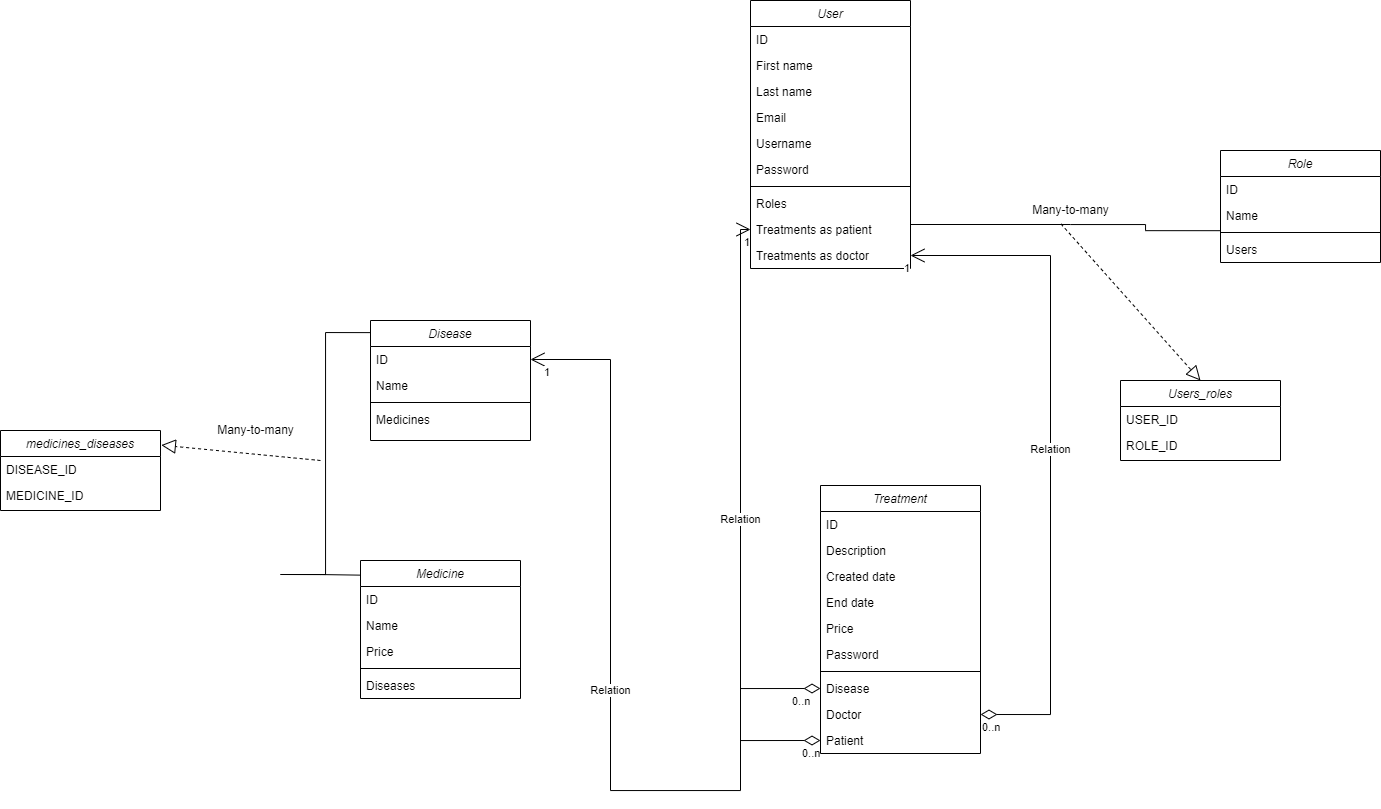 User
ID
First name
Last name
Email
Username
Password
Roles
Treatments as patient
Treatments as doctor
1
1
Many-to-many
Role
ID
Name
Users
Users_roles
USER_ID
ROLE_ID
Disease
ID
Name
Medicines
1
Many-to-many
medicines_diseases
DISEASE_ID
MEDICINE_ID
Medicine
ID
Name
Price
Diseases
Relation
Relation
Relation
Treatment
ID
Description
Created date
End date
Price
Password
Disease
Doctor
Patient
0..n
0..n
0..n